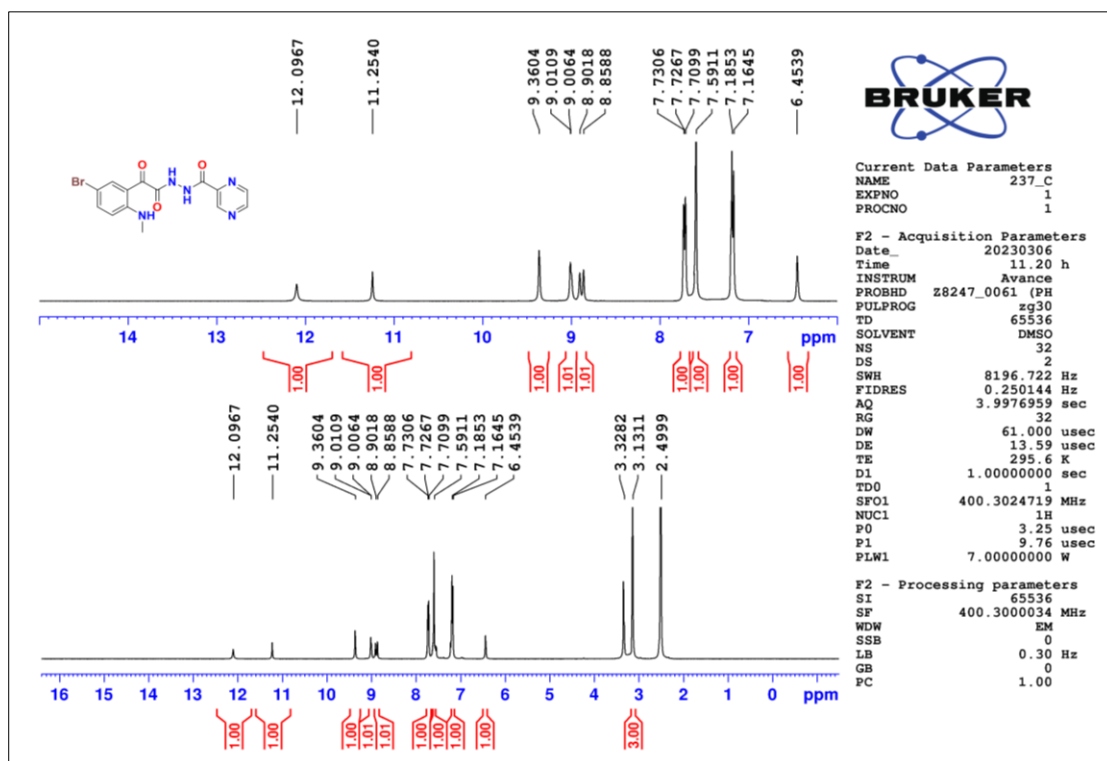 12.0967
11.2540
9.3604
9.0109
9.0064
8.9018
8.8588
7.7306
7.7267
7.7099
7.5911
7.1853
7.1645
6.4539
Br
O
O
NH
NH
O
N
N
NH
14 13 12 11 10 9 8 7 ppm
1.00 1.00 1.00 1.01 1.01 1.00 1.00 1.00 1.00
12.0967
11.2540
9.3604
9.0109
9.0064
8.9018
8.8588
7.7306
7.7267
7.7099
7.5911
7.1853
7.1645
6.4539
3.3282
3.1311
2.4999
16 15 14 13 12 11 10 9 8 7 6 5 4 3 2 1 0 ppm
1.00 1.00 1.00 1.01 1.01 1.00 1.00 1.00 1.00 3.00
BRUKER
Current Data Parameters
NAME 237_C
EXPNO 1
PROCNO 1
F2 - Acquisition Parameters
Date_ 20230306
Time 11.20 h
INSTRUM Avance
PROBHD Z8247_0061 (PH
PULPROG zg30
TD 65536
SOLVENT DMSO
NS 32
DS 2
SWH 8196.722 Hz
FIDRES 0.250144 Hz
AQ 3.9976959 sec
RG 32
DW 61.000 usec
DE 13.59 usec
TE 295.6 K
D1 1.00000000 sec
TD0 1
SFO1 400.3024719 MHz
NUC1 1H
P0 3.25 usec
P1 9.76 usec
PLW1 7.00000000 W
F2 - Processing parameters
SI 65536
SF 400.3000034 MHz
WDW EM
SSB 0
LB 0.30 Hz
GB 0
PC 1.00